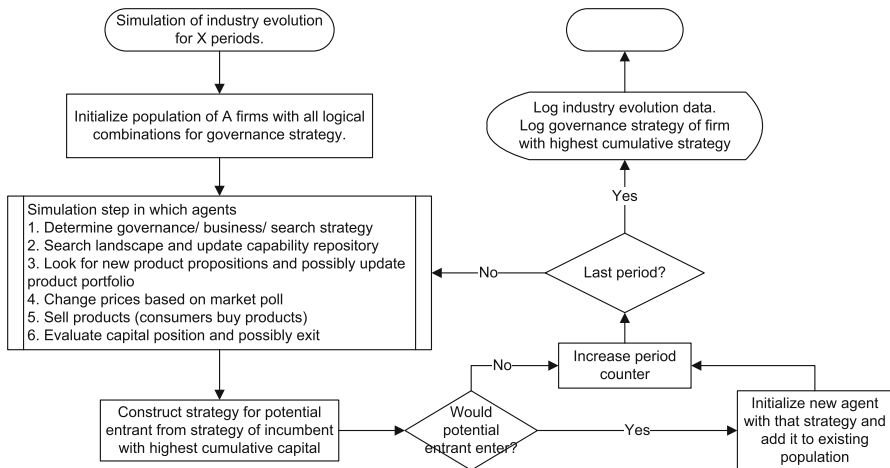 Simulation of industry evolution
for X periods.
Initialize population of A firms with all logical
combinations for governance strategy.
Simulation step in which agents
1. Determine governance/ business/ search strategy
2. Search landscape and update capability repository
3. Look for new product propositions and possibly update
product portfolio
4. Change prices based on market poll
5. Sell products (consumers buy products)
6. Evaluate capital position and possibly exit
Construct strategy for potential
entrant from strategy of incumbent
with highest cumulative capital
Would
potential
entrant enter?
No
Yes
Initialize new agent
with that strategy and
add it to existing
population
Increase period
counter
Last period?
No
Yes
Log industry evolution data.
Log governance strategy of firm
with highest cumulative strategy